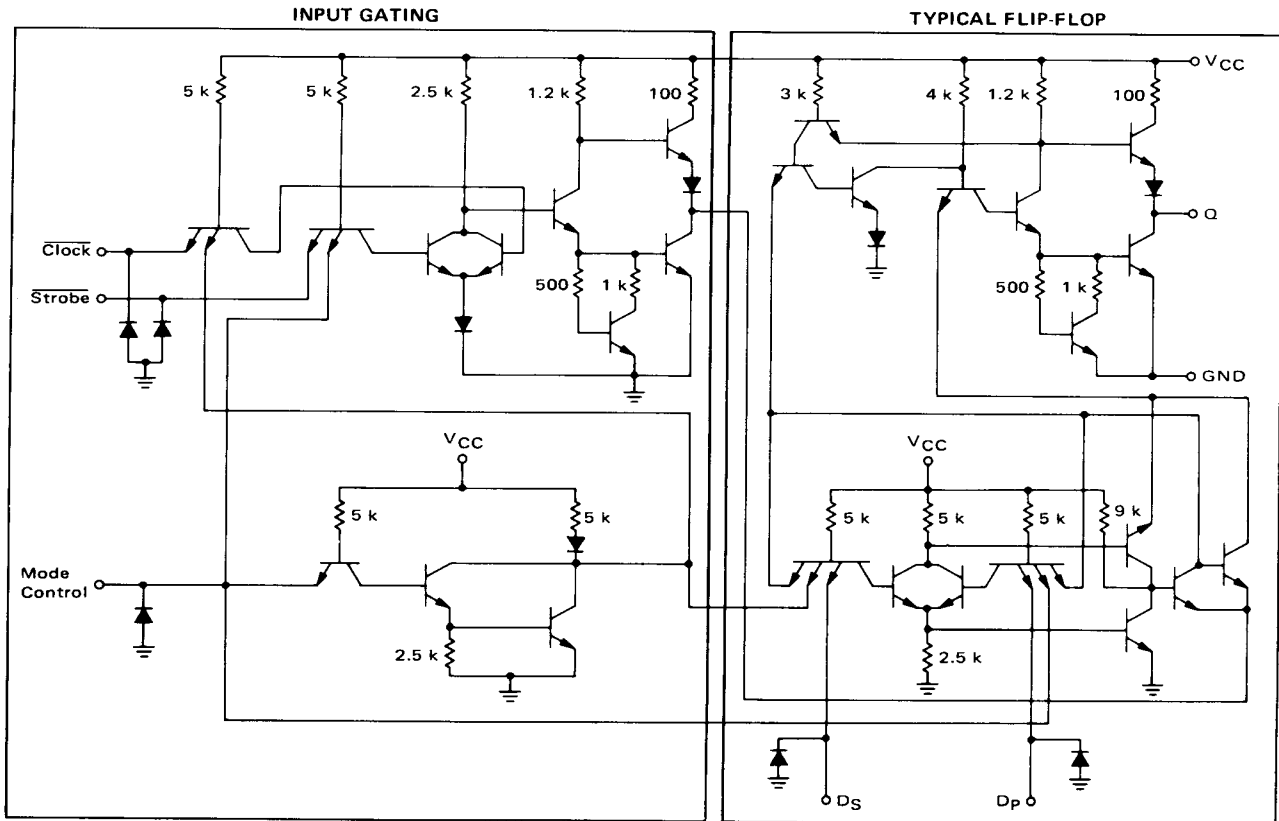 INPUT GATING
TYPICAL FLIP-FLOP
VCC
5 k
5 k
2.5 k
1.2 k
100
3 k
4 k
1.2 k
100
Q
Clock
Strobe
500
1 k
500
1 k
GND
VCC
VCC
5 k
5 k
5 k
5 k
5 k
9 k
Mode
Control
2.5 k
2.5 k
DS
DP